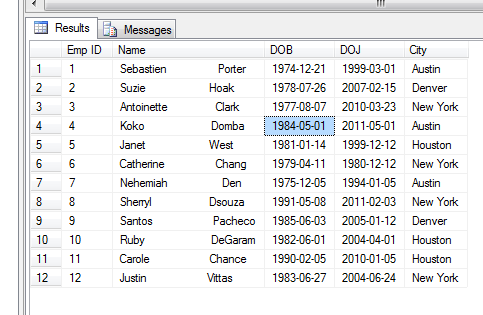 Results Messages
Emp ID Name DOB DOJ City
1 1 Sebastien Porter 1974-12-21 1999-03-01 Austin
2 2 Suzie Hoak 1978-07-26 2007-02-15 Denver
3 3 Antoinette Clark 1977-08-07 2010-03-23 New York
4 4 Koko Domba 1984-05-01 2011-05-01 Austin
5 5 Janet West 1981-01-14 1999-12-12 Houston
6 6 Catherine Chang 1979-04-11 1980-12-12 New York
7 7 Nehemiah Den 1975-12-05 1994-01-05 Austin
8 8 Sherryl Dsouza 1991-05-08 2011-02-03 New York
9 9 Santos Pacheco 1985-06-03 2005-01-12 Denver
10 10 Ruby DeGaram 1982-06-01 2004-04-01 Houston
11 11 Carole Chance 1990-02-05 2010-01-05 Houston
12 12 Justin Vittas 1983-06-27 2004-06-24 New York